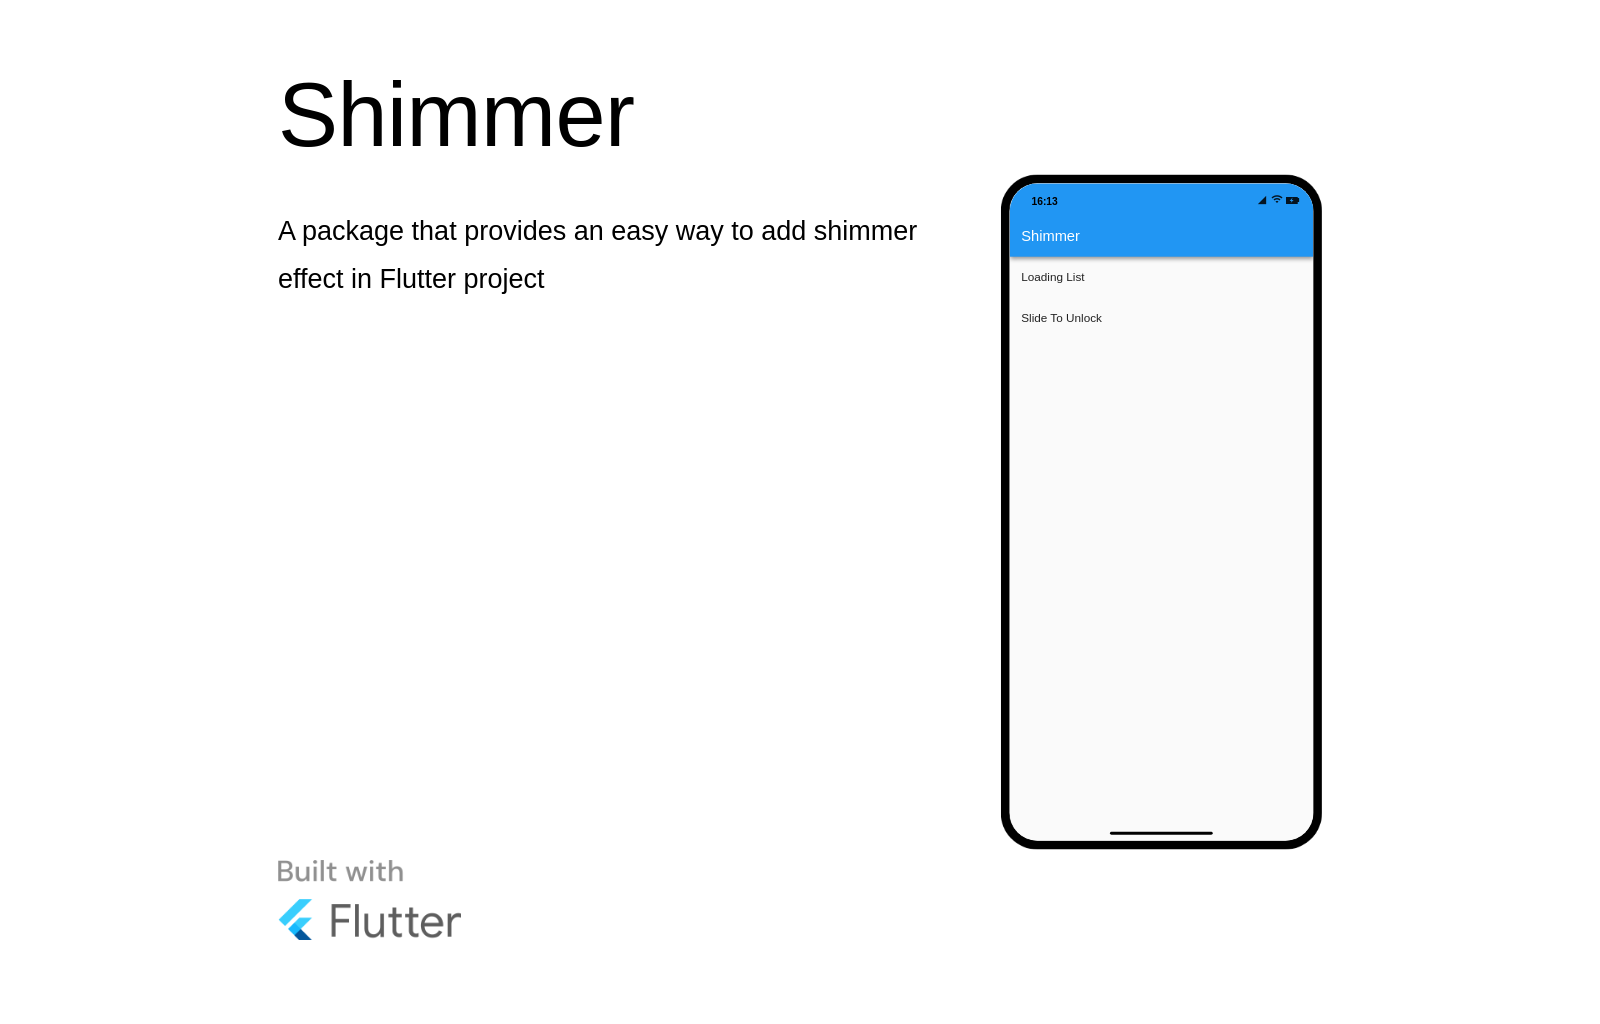 Shimmer
A package that provides an easy way to add shimmer
effect in Flutter project
16:13
Shimmer
Loading List
Slide To Unlock
Built with
Flutter